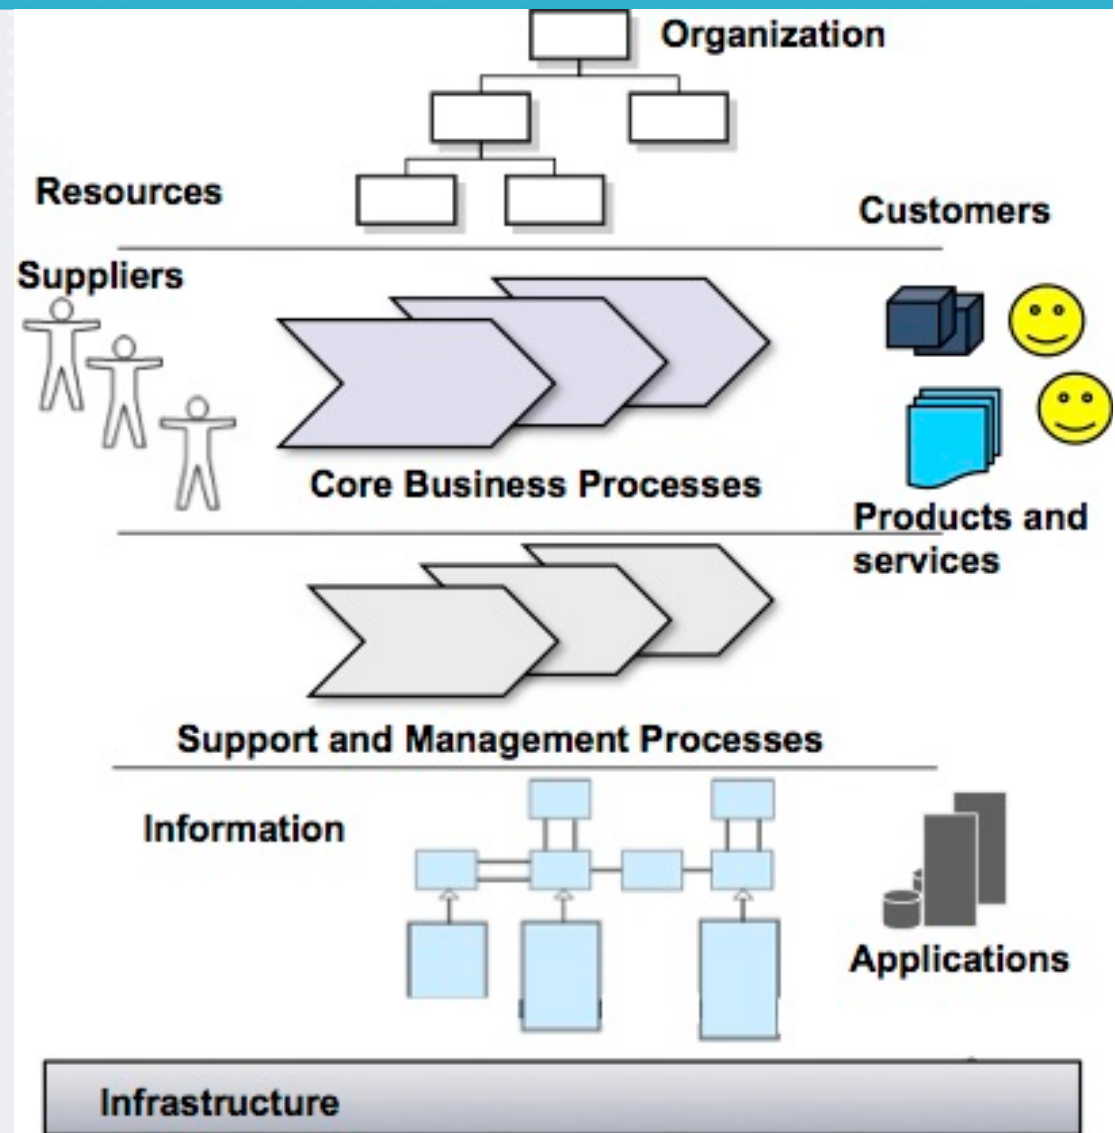 Organization
Resources
Customers
Suppliers
Core Business Processes
Products and
services
Support and Management Processes
Information
Applications
Infrastructure